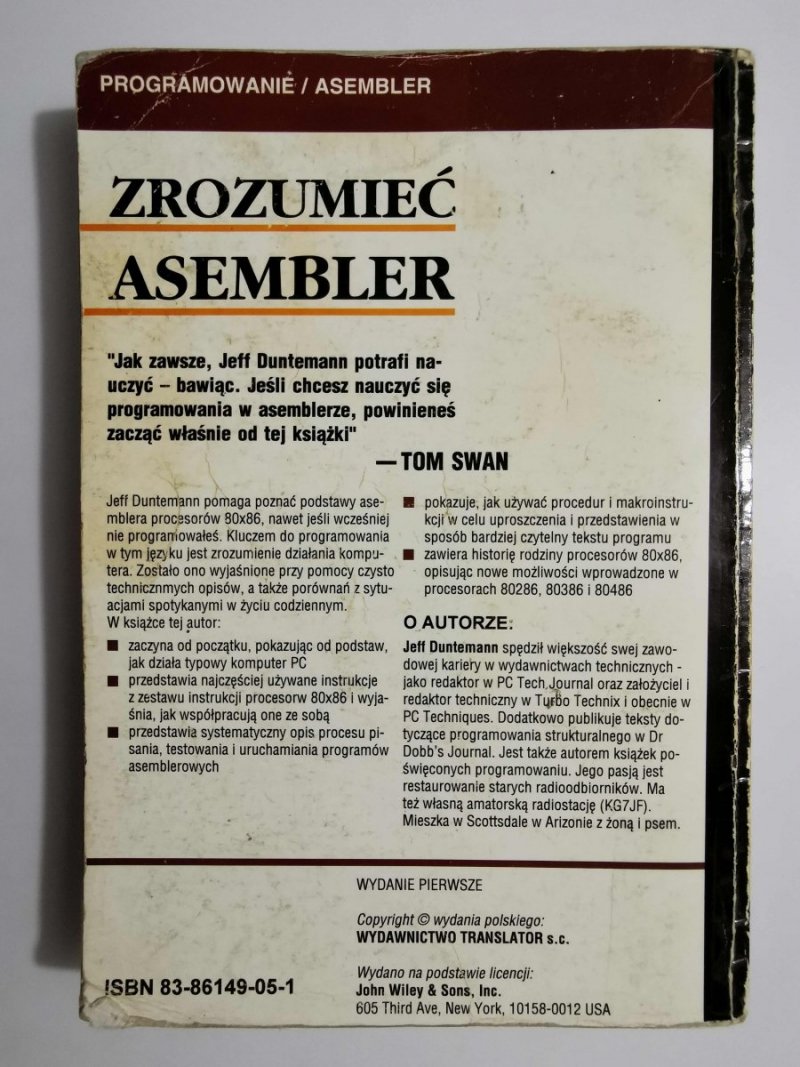 PROGRAMOWANIE / ASEMBLER
ZROZUMIEĆ
ASEMBLER
"Jak zawsze, Jeff Duntemann potrafi na-
uczyć – bawiąc. Jeśli chcesz nauczyć się
programowania w asemblerze, powinieneś
zacząć właśnie od tej książki"
— TOM SWAN
Jeff Duntemann pomaga poznać podstawy ase-
mblera procesorów 80x86, nawet jeśli wcześniej
nie programowałeś. Kluczem do programowania
w tym języku jest zrozumienie działania kompu-
tera. Zostało ono wyjaśnione przy pomocy czysto
technicznmych opisów, a także porównań z sytu-
acjami spotykanymi w życiu codziennym.
W książce tej autor:
■ zaczyna od początku, pokazując od podstaw,
jak działa typowy komputer PC
■ przedstawia najczęściej używane instrukcje
z zestawu instrukcji procesorw 80x86 i wyja-
śnia, jak współpracują one ze sobą
■ przedstawia systematyczny opis procesu pi-
sania, testowania i uruchamiania programów
asemblerowych
■ pokazuje, jak używać procedur i makroinstru-
kcji w celu uproszczenia i przedstawienia w
sposób bardziej czytelny tekstu programu
■ zawiera historię rodziny procesorów 80x86,
opisując nowe możliwości wprowadzone w
procesorach 80286, 80386 i 80486
O AUTORZE:
Jeff Duntemann spędził większość swej zawo-
dowej kariery w wydawnictwach technicznych -
jako redaktor w PC Tech Journal oraz założyciel i
redaktor techniczny w Turbo Technix i obecnie w
PC Techniques. Dodatkowo publikuje teksty do-
tyczące programowania strukturalnego w Dr
Dobb's Journal. Jest także autorem książek po-
święconych programowaniu. Jego pasją jest
restaurowanie starych radioodbiorników. Ma
też własną amatorską radiostację (KG7JF).
Mieszka w Scottsdale w Arizonie z żoną i psem.
WYDANIE PIERWSZE
Copyright © wydania polskiego:
WYDAWNICTWO TRANSLATOR s.c.
Wydano na podstawie licencji:
John Wiley & Sons, Inc.
605 Third Ave, New York, 10158-0012 USA
ISBN 83-86149-05-1